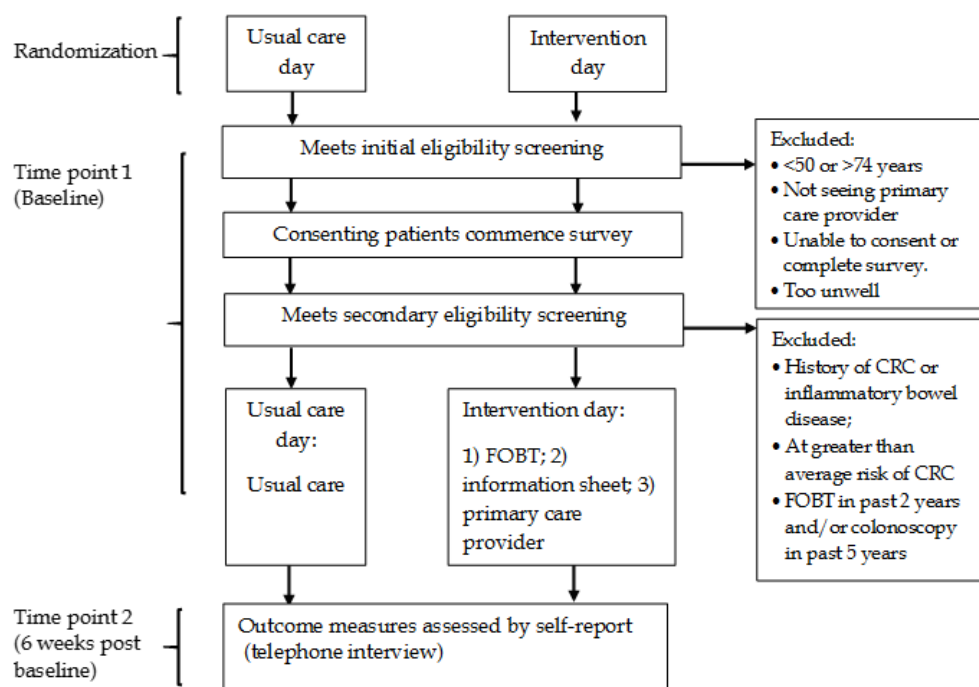 Randomization
Usual care
day
Intervention
day
Time point 1
(Baseline)
Meets initial eligibility screening
Excluded:
• <50 or >74 years
• Not seeing primary
care provider
• Unable to consent or
complete survey.
• Too unwell
Consenting patients commence survey
Meets secondary eligibility screening
Excluded:
• History of CRC or
inflammatory bowel
disease;
• At greater than
average risk of CRC
• FOBT in past 2 years
and/or colonoscopy
in past 5 years
Usual care
day:
Usual care
Intervention day:
1) FOBT; 2)
information sheet; 3)
primary care
provider
Time point 2
(6 weeks post
baseline)
Outcome measures assessed by self-report
(telephone interview)